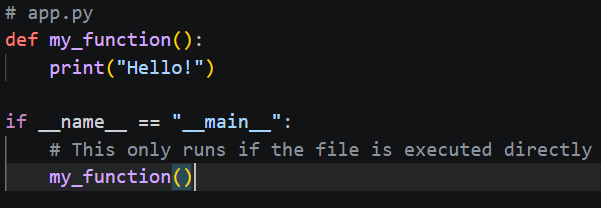 # app.py
def my_function():
    print("Hello!")

if __name__ == "__main__":
    # This only runs if the file is executed directly
    my_function()